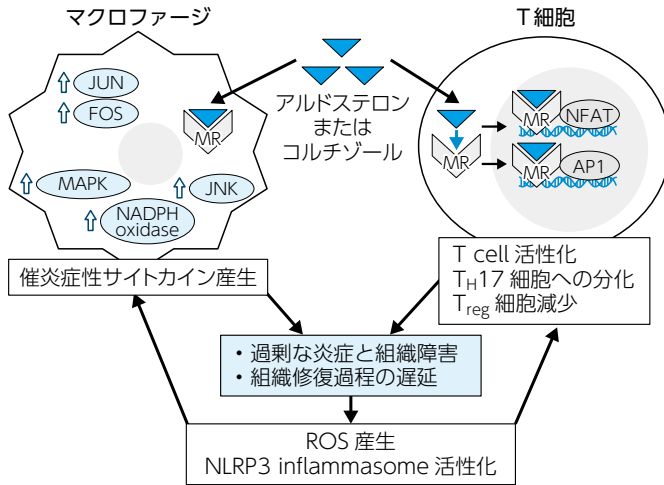 マクロファージ
T細胞
JUN
FOS
MR
MAPK
JNK
NADPH
oxidase
アルドステロン
または
コルチゾール
MR
MR
NFAT
MR
AP1
催炎症性サイトカイン産生
T cell 活性化
TH17 細胞への分化
Treg 細胞減少
・過剰な炎症と組織障害
・組織修復過程の遅延
ROS 産生
NLRP3 inflammasome 活性化